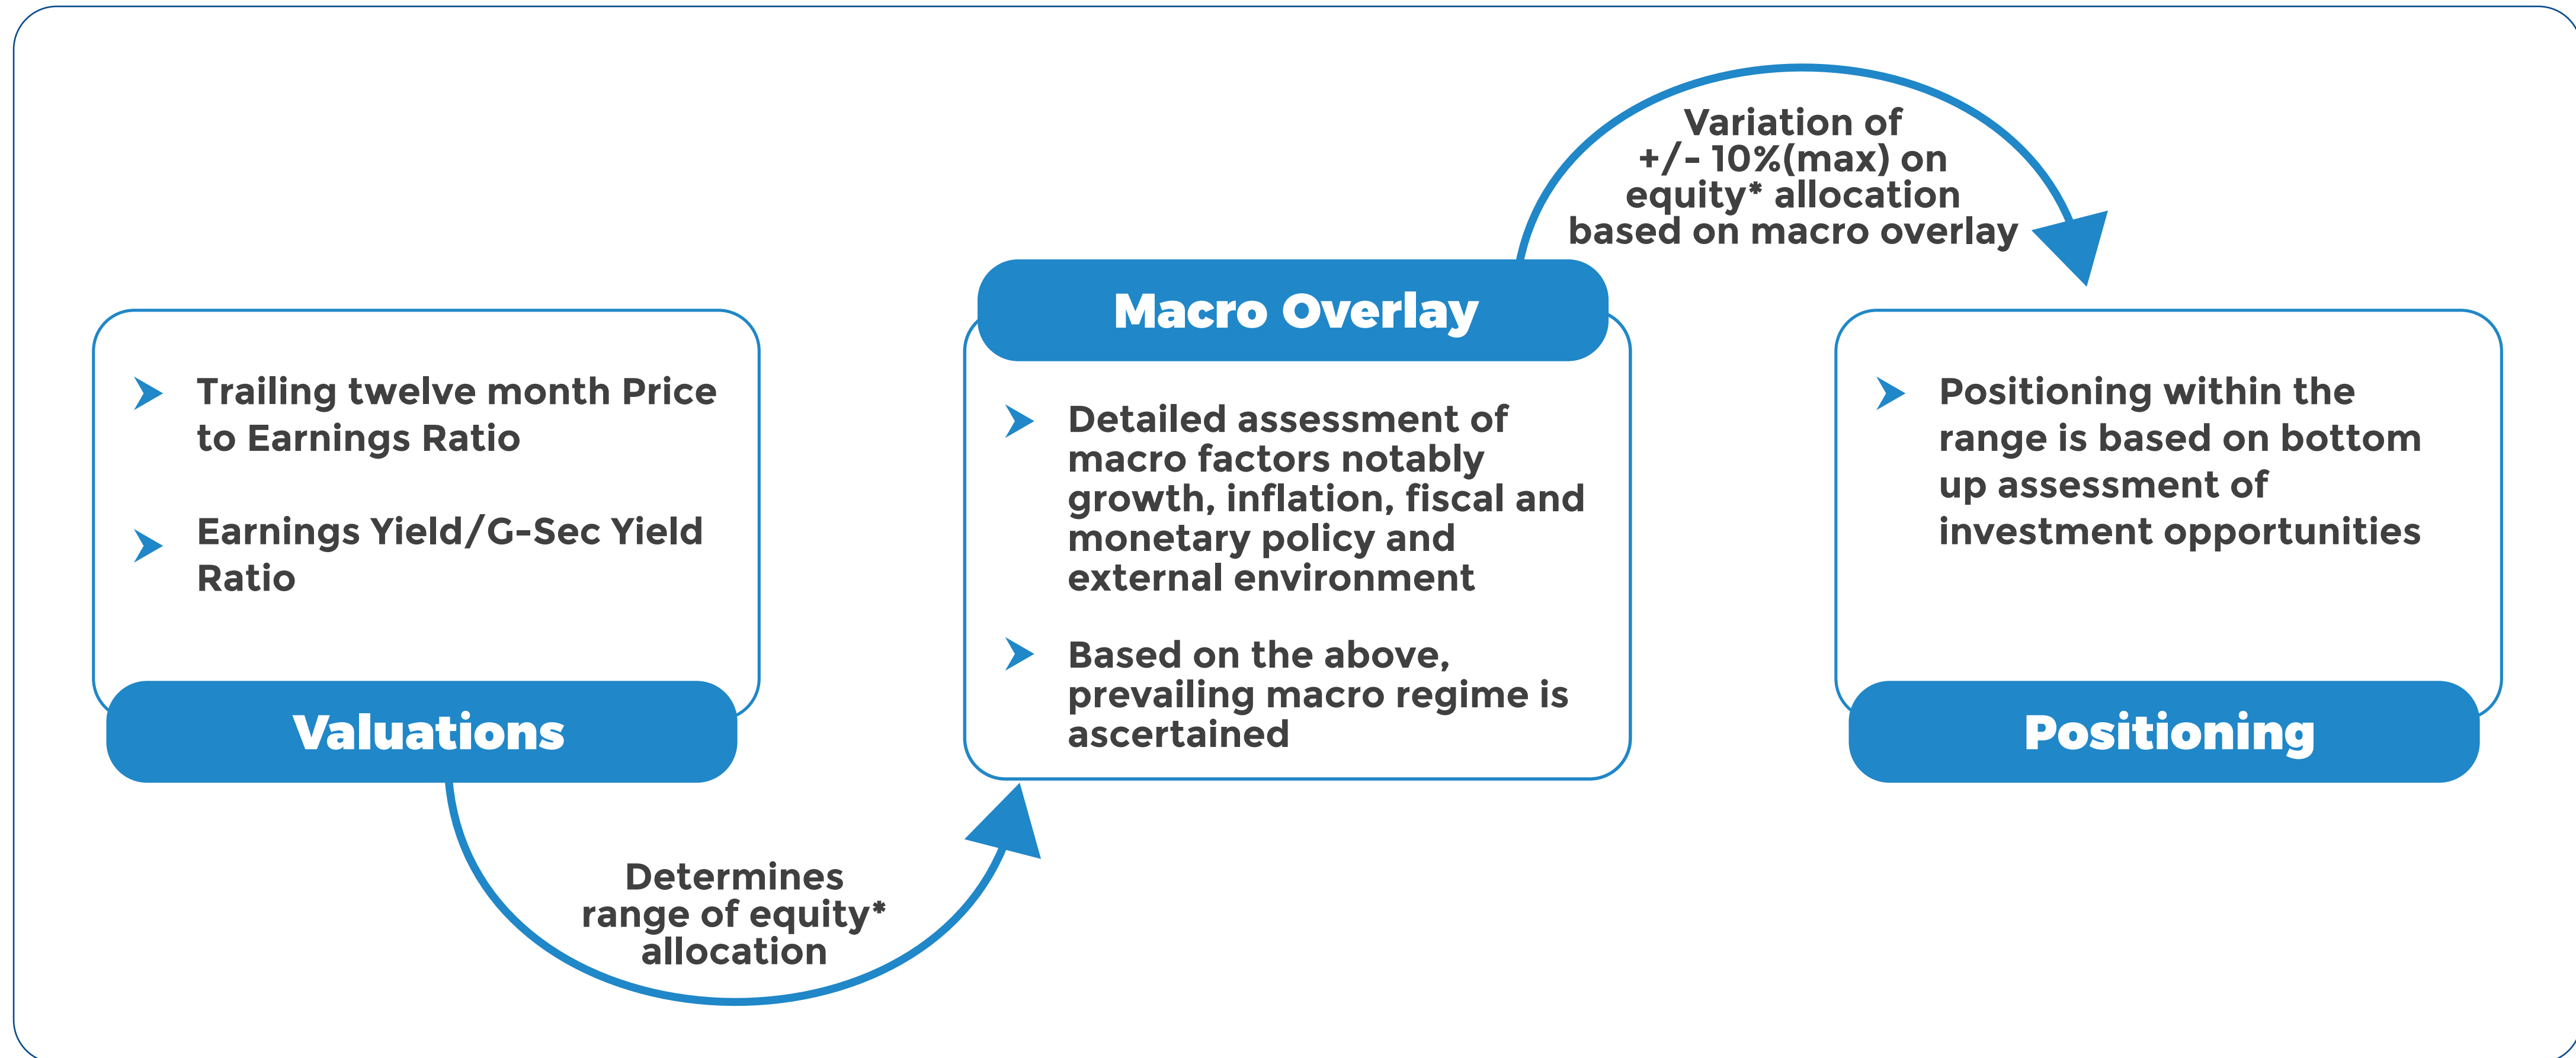 Trailing twelve month Price
to Earnings Ratio
Earnings Yield/G-Sec Yield
Ratio
Valuations
Determines
range of equity*
allocation
Macro Overlay
Detailed assessment of
macro factors notably
growth, inflation, fiscal and
monetary policy and
external environment
Based on the above,
prevailing macro regime is
ascertained
Variation of
+/- 10%(max) on
equity* allocation
based on macro overlay
Positioning within the
range is based on bottom
up assessment of
investment opportunities
Positioning